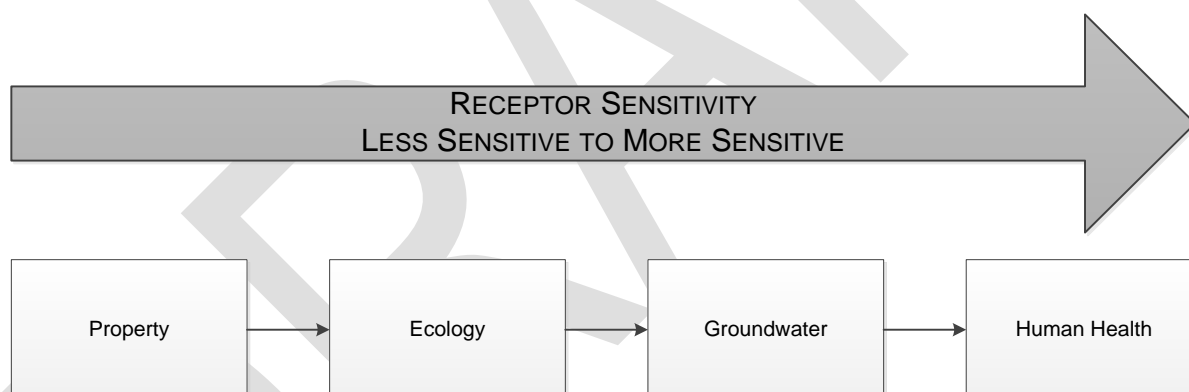 RECEPTOR SENSITIVITY
LESS SENSITIVE TO MORE SENSITIVE
Property
Ecology
Groundwater
Human Health